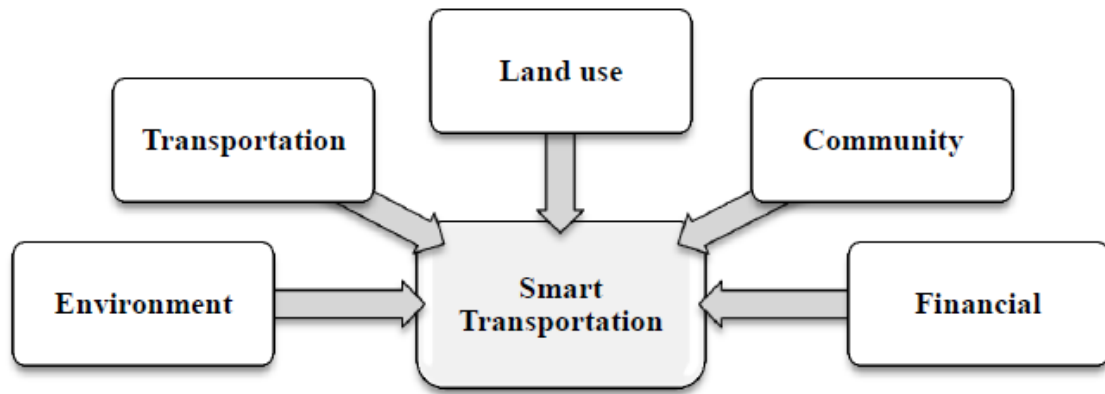 Land use
Transportation
Community
Environment
Smart
Transportation
Financial